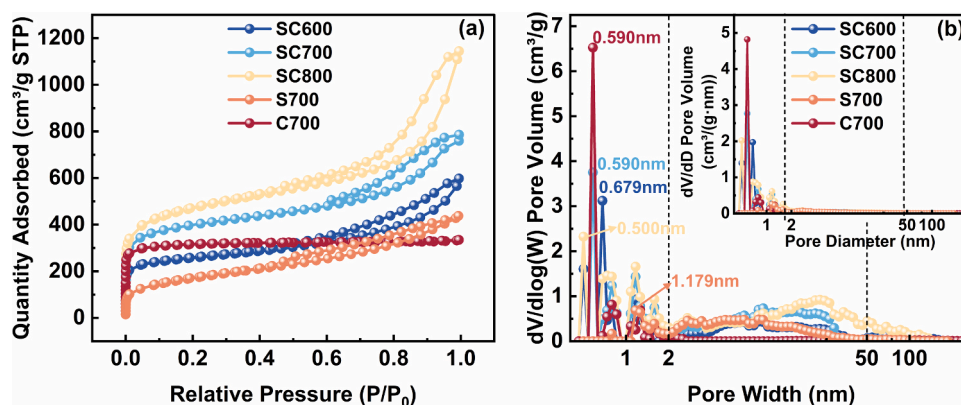 (a)
SC600
SC700
SC800
S700
C700
Quantity Adsorbed (cm³/g STP)
1200
1000
800
600
400
200
0
0.0
0.2
0.4
0.6
0.8
1.0
Relative Pressure (P/P₀)
(b)
SC600
SC700
SC800
S700
C700
dV/dlog(W) Pore Volume (cm³/g)
7
6
5
4
3
2
1
0
0.590nm
0.590nm
0.679nm
0.500nm
1.179nm
1
2
50
100
Pore Width (nm)
dV/dD Pore Volume
(cm³/(g·nm))
5
4
3
2
1
0
1
2
50
100
Pore Diameter (nm)